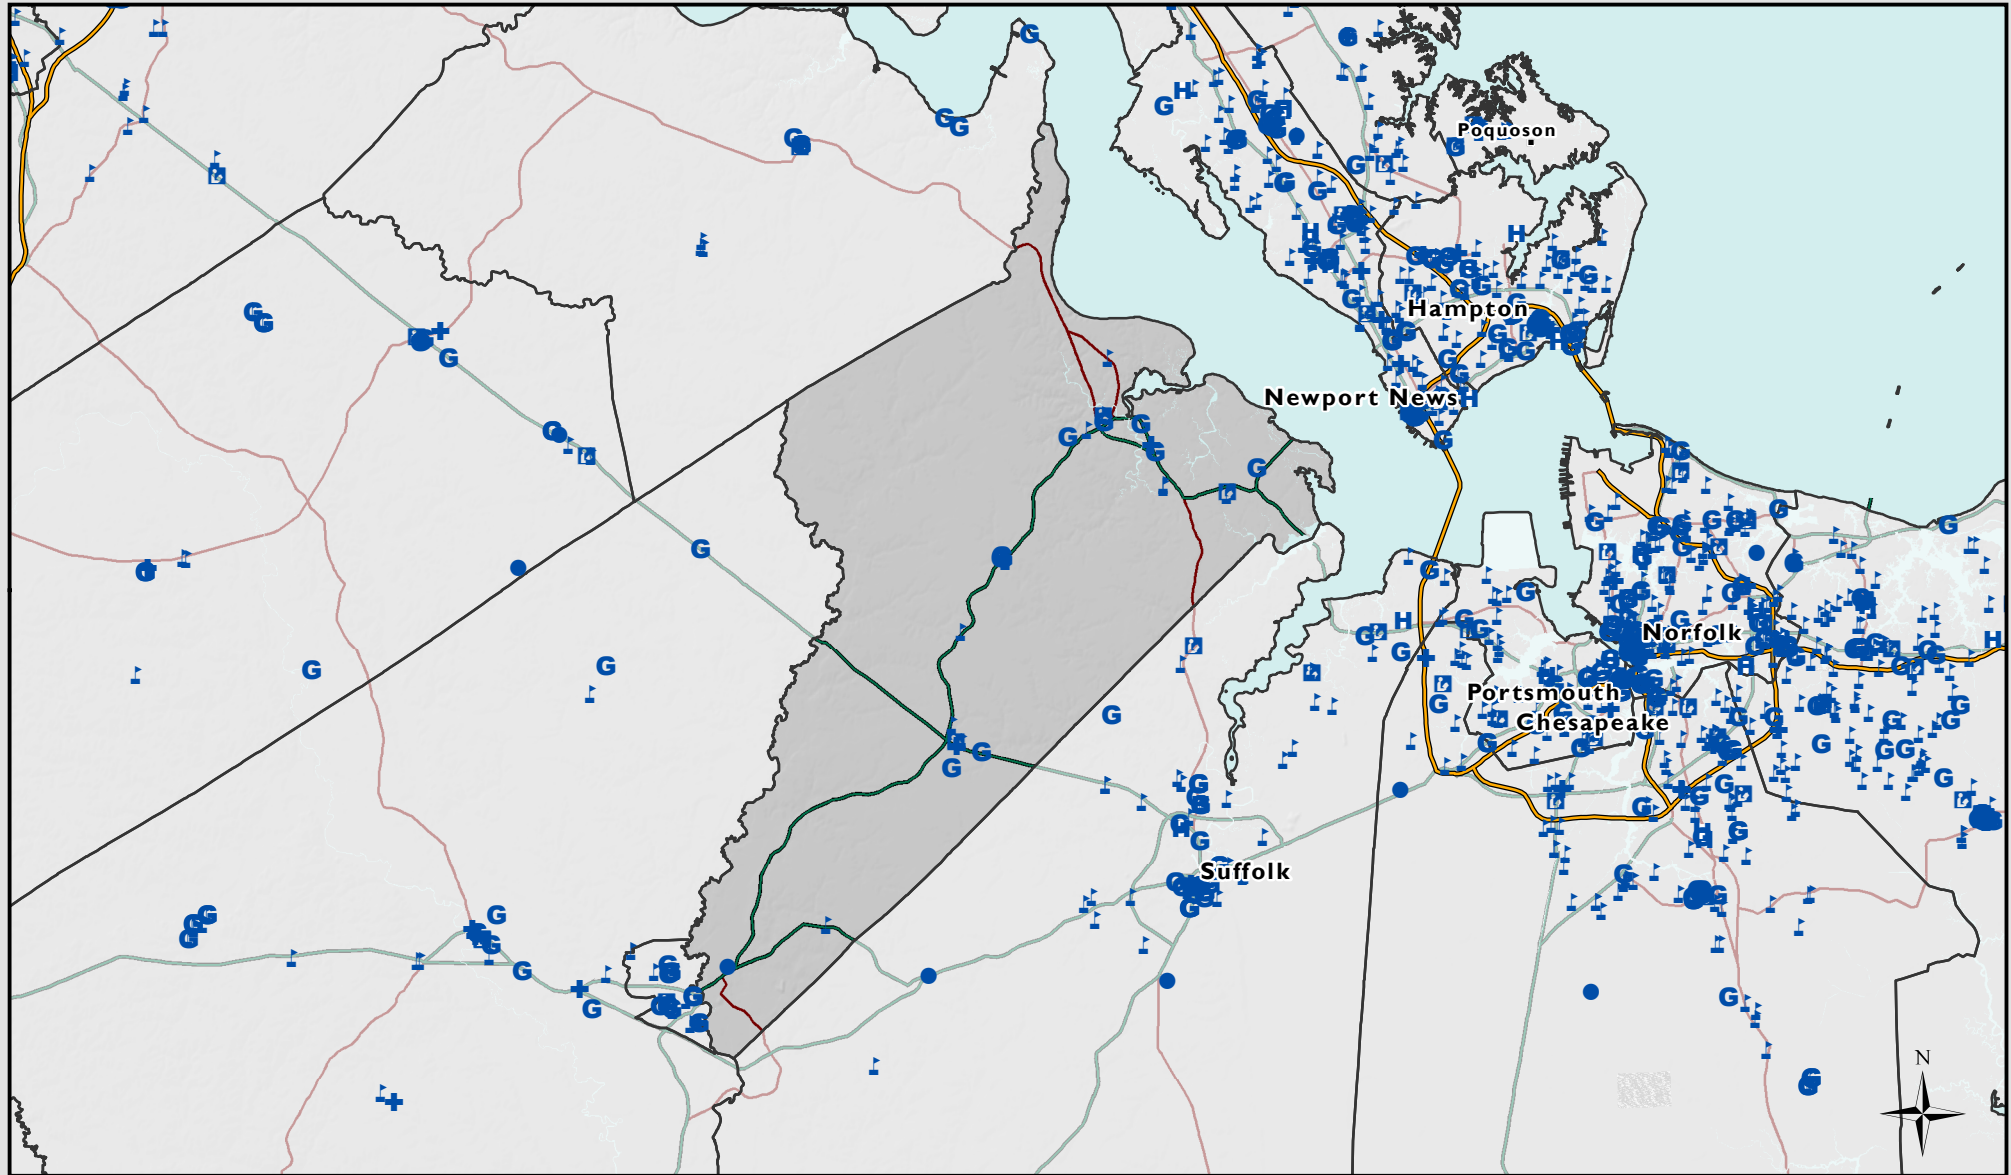 Poquoson
Hampton
Newport News
Norfolk
Portsmouth
Chesapeake
Suffolk
N